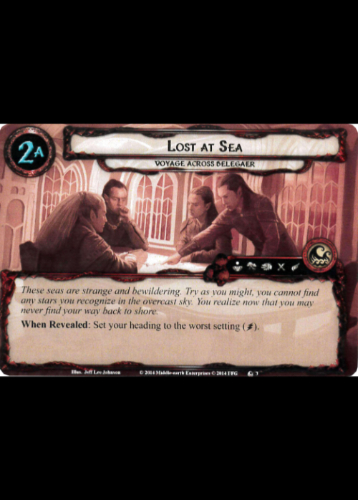 2A
LOST AT SEA
VOYAGE ACROSS BELEGAER
These seas are strange and bewildering. Try as you might, you cannot find
any stars you recognize in the overcast sky. You realize now that you may
never find your way back to shore.
When Revealed: Set your heading to the worst setting ( ).
Illus. Jeff Lee Johnson
© 2014 Middle-earth Enterprises © 2014 FFG